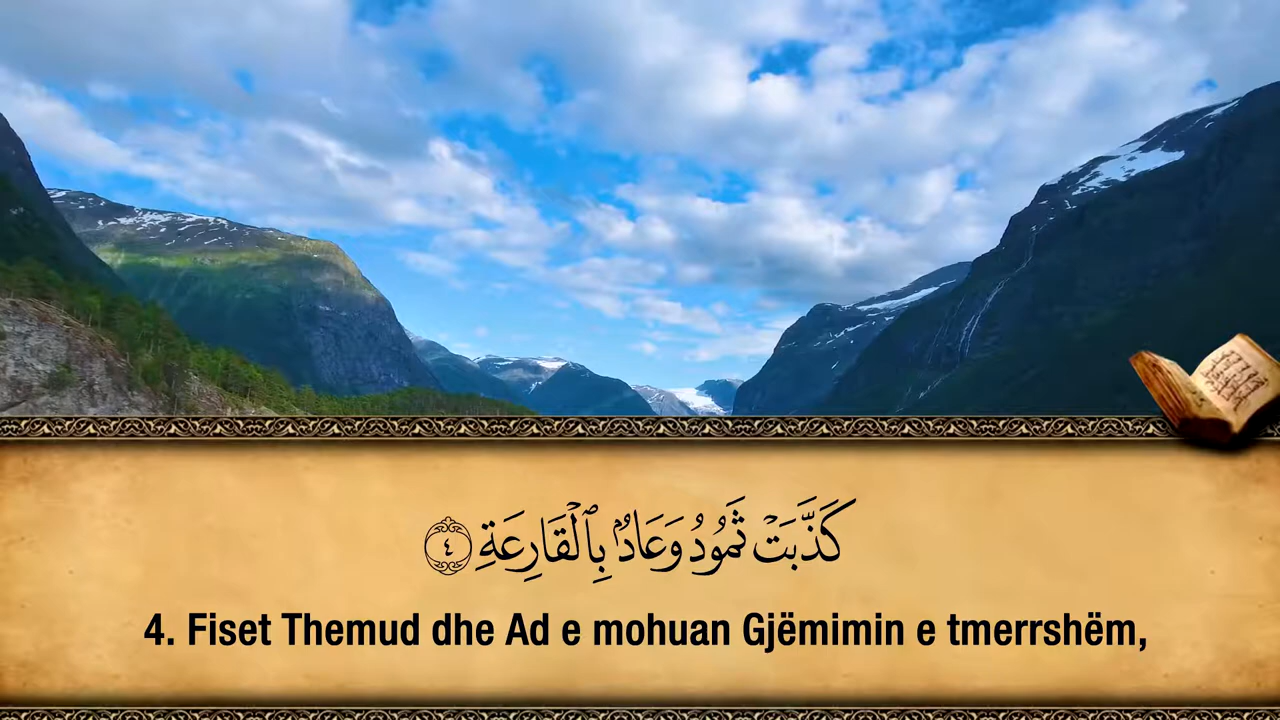 كَذَّبَتْ ثَمُودُ وَعَادٌۢ بِٱلْقَارِعَةِ ٤
4. Fiset Themud dhe Ad e mohuan Gjëmimin e tmerrshëm,